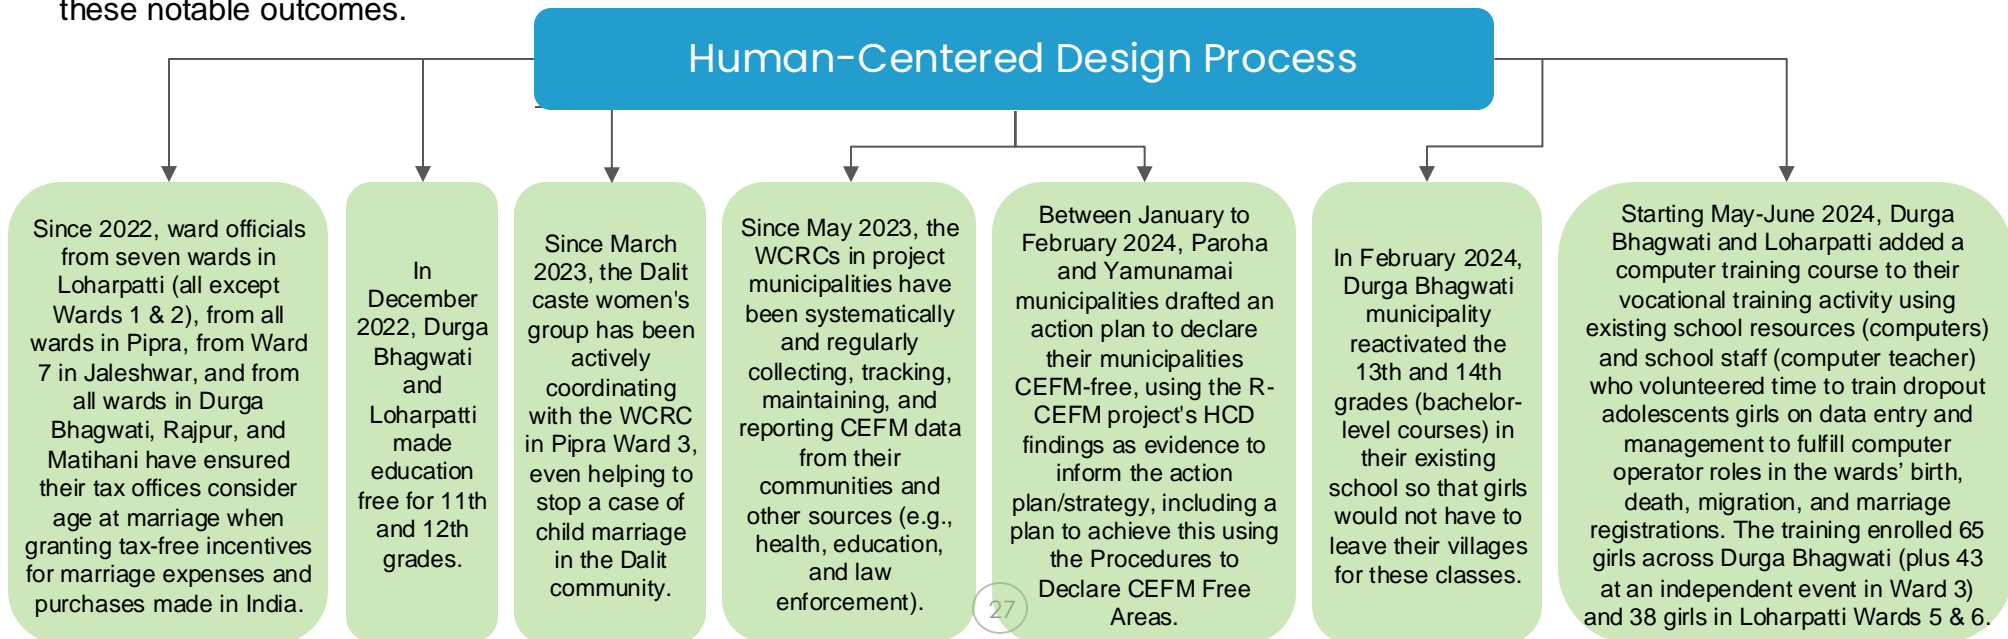 these notable outcomes.
Human-Centered Design Process
Since 2022, ward officials
from seven wards in
Loharpatti (all except
Wards 1 & 2), from all
wards in Pipra, from Ward
7 in Jaleshwar, and from
all wards in Durga
Bhagwati, Rajpur, and
Matihani have ensured
their tax offices consider
age at marriage when
granting tax-free incentives
for marriage expenses and
purchases made in India.
In
December
2022, Durga
Bhagwati
and
Loharpatti
made
education
free for 11th
and 12th
grades.
Since March
2023, the Dalit
caste women's
group has been
actively
coordinating
with the WCRC
in Pipra Ward 3,
even helping to
stop a case of
child marriage
in the Dalit
community.
Since May 2023, the
WCRCs in project
municipalities have
been systematically
and regularly
collecting, tracking,
maintaining, and
reporting CEFM data
from their
communities and
other sources (e.g.,
health, education,
and law
enforcement).
Between January to
February 2024, Paroha
and Yamunamai
municipalities drafted an
action plan to declare
their municipalities
CEFM-free, using the R-
CEFM project's HCD
findings as evidence to
inform the action
plan/strategy, including a
plan to achieve this using
the Procedures to
Declare CEFM Free
Areas.
In February 2024,
Durga Bhagwati
municipality
reactivated the
13th and 14th
grades (bachelor-
level courses) in
their existing
school so that girls
would not have to
leave their villages
for these classes.
Starting May-June 2024, Durga
Bhagwati and Loharpatti added a
computer training course to their
vocational training activity using
existing school resources (computers)
and school staff (computer teacher)
who volunteered time to train dropout
adolescents girls on data entry and
management to fulfill computer
operator roles in the wards’ birth,
death, migration, and marriage
registrations. The training enrolled 65
girls across Durga Bhagwati (plus 43
at an independent event in Ward 3)
and 38 girls in Loharpatti Wards 5 & 6.
27